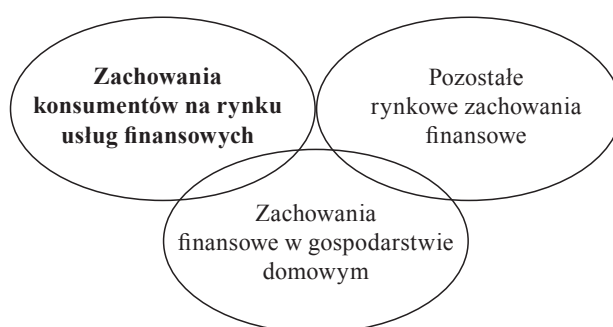 Zachowania
konsumentów na rynku
usług finansowych
Pozostałe
rynkowe zachowania
finansowe
Zachowania
finansowe w gospodarstwie
domowym